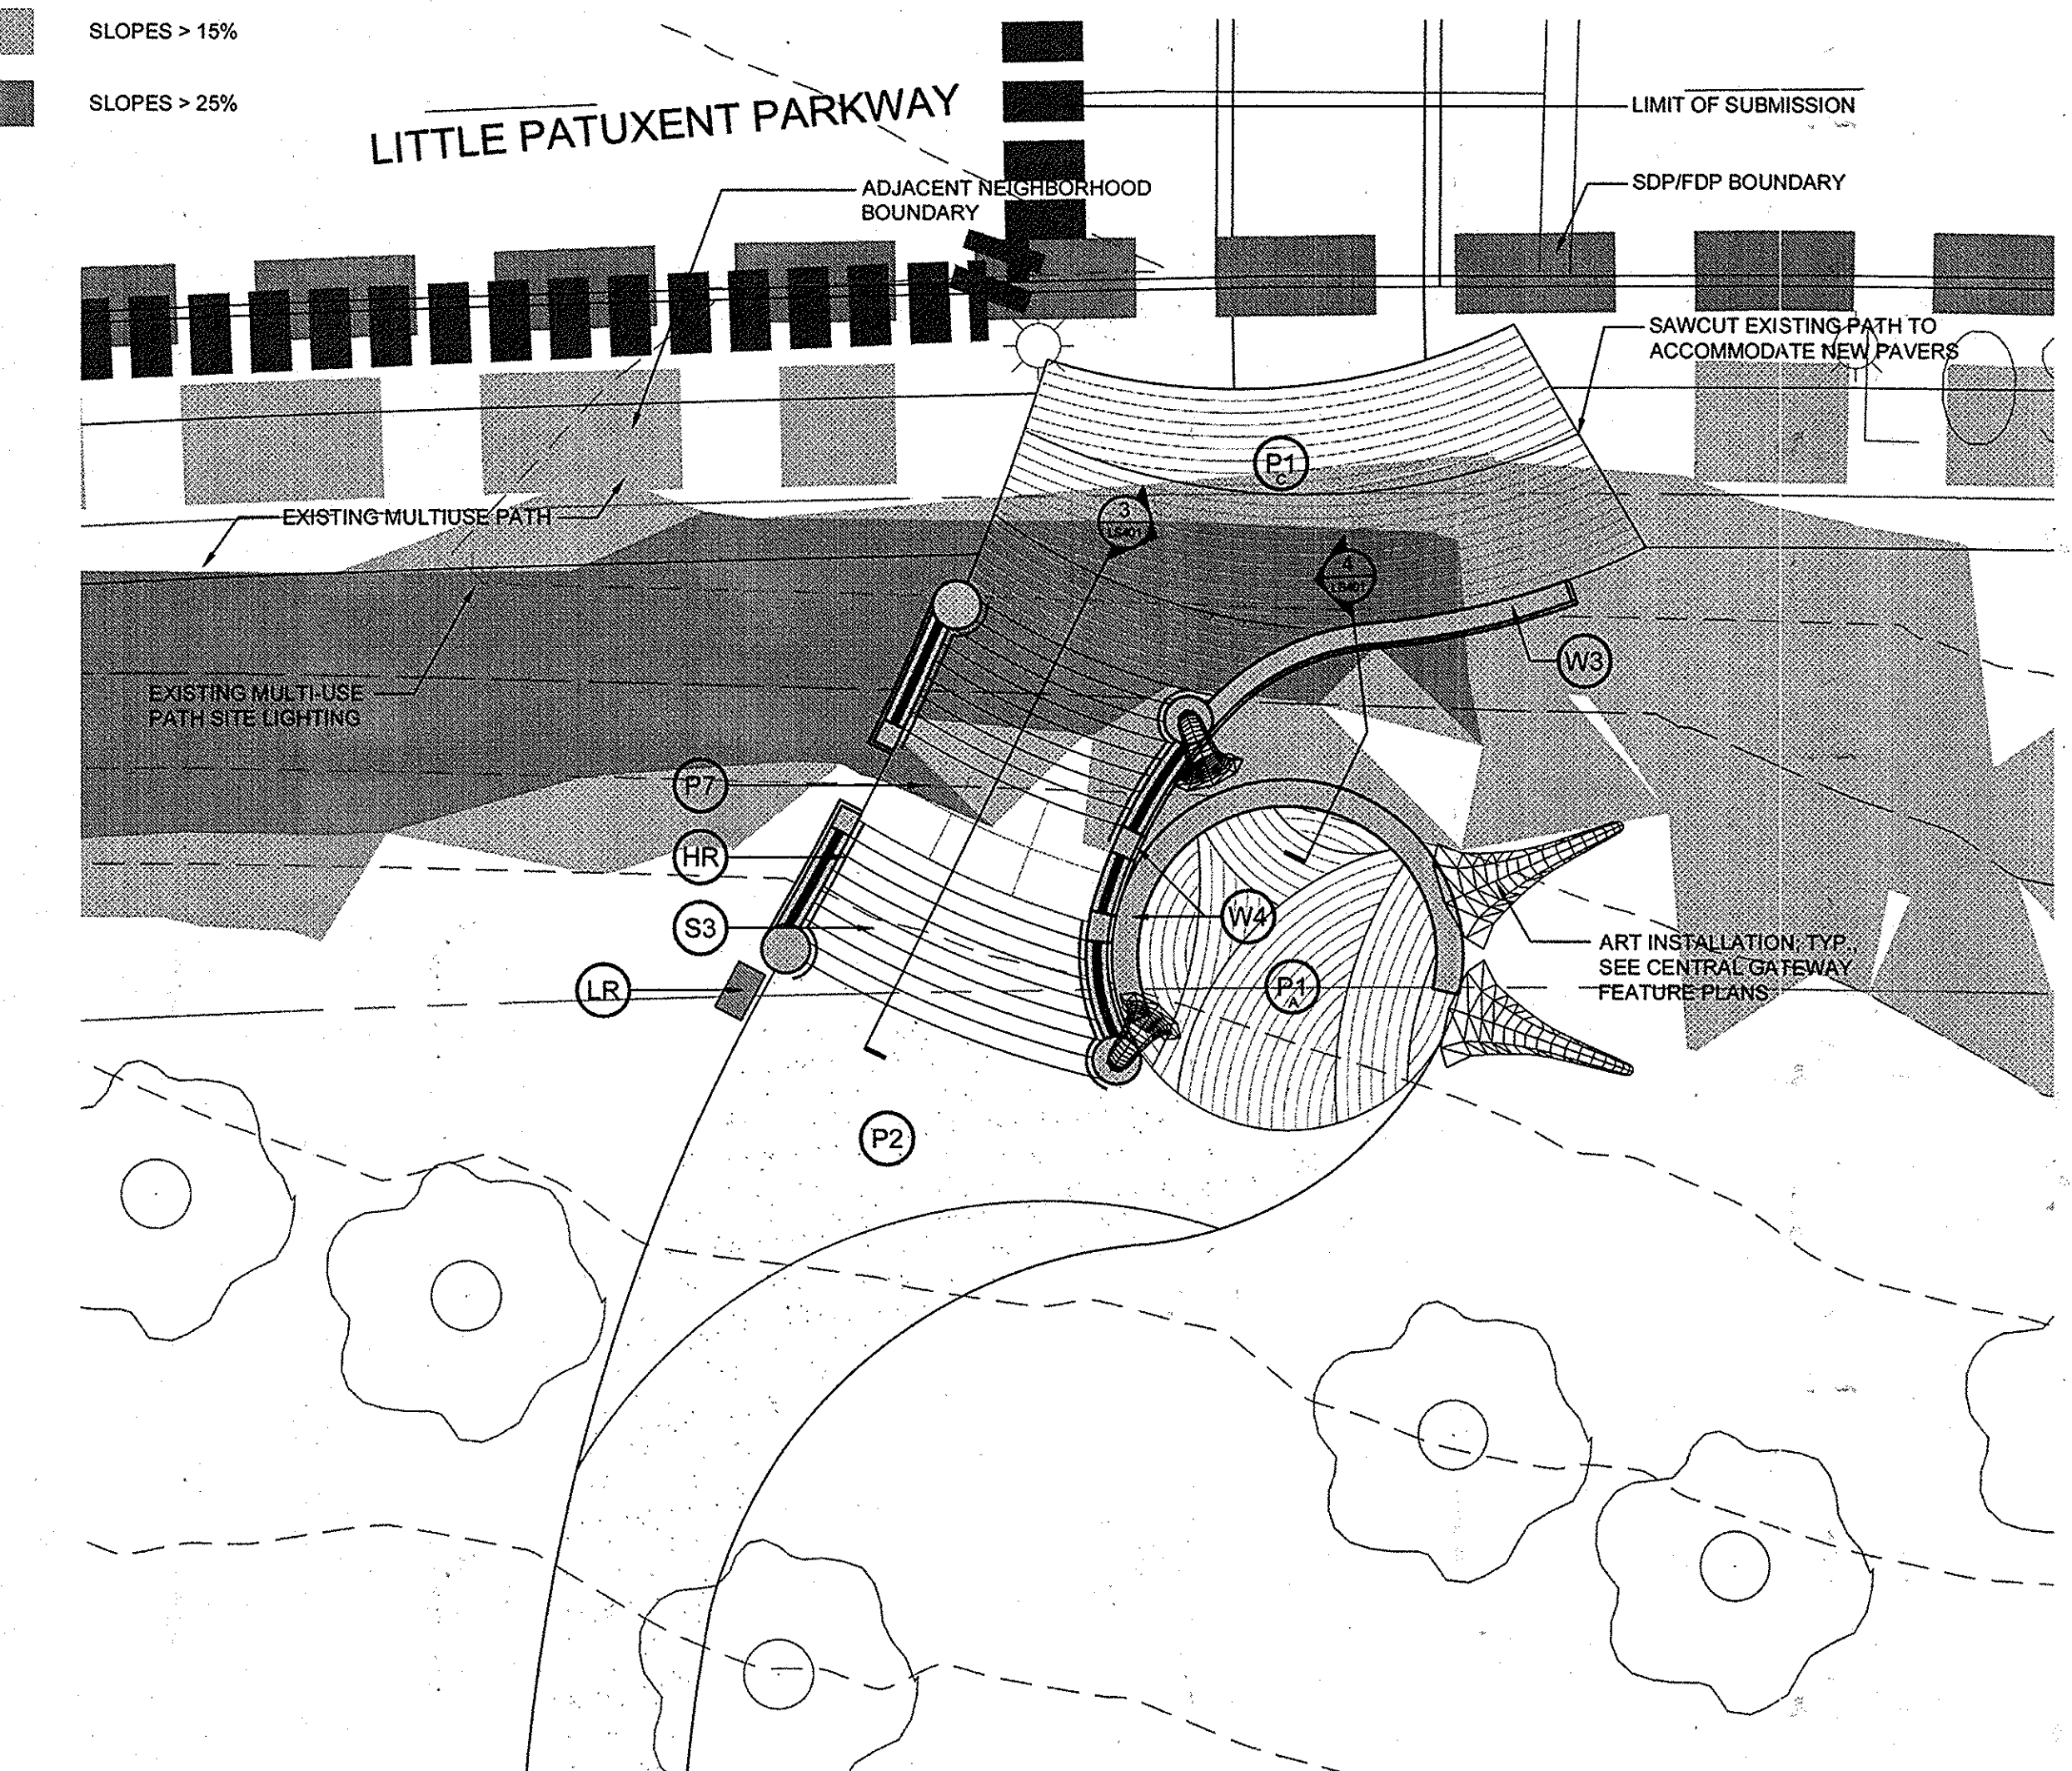 SLOPES > 15%
SLOPES > 25%
LITTLE PATUXENT PARKWAY
LIMIT OF SUBMISSION
ADJACENT NEIGHBORHOOD
BOUNDARY
SDP/FDP BOUNDARY
SAWCUT EXISTING PATH TO
ACCOMMODATE NEW PAVERS
P1
C
3
L5401
EXISTING MULTIUSE PATH
4
L5401
W3
EXISTING MULTI-USE
PATH SITE LIGHTING
P7
HR
S3
W4
LR
P1
A
ART INSTALLATION, TYP.,
SEE CENTRAL GATEWAY
FEATURE PLANS
P2